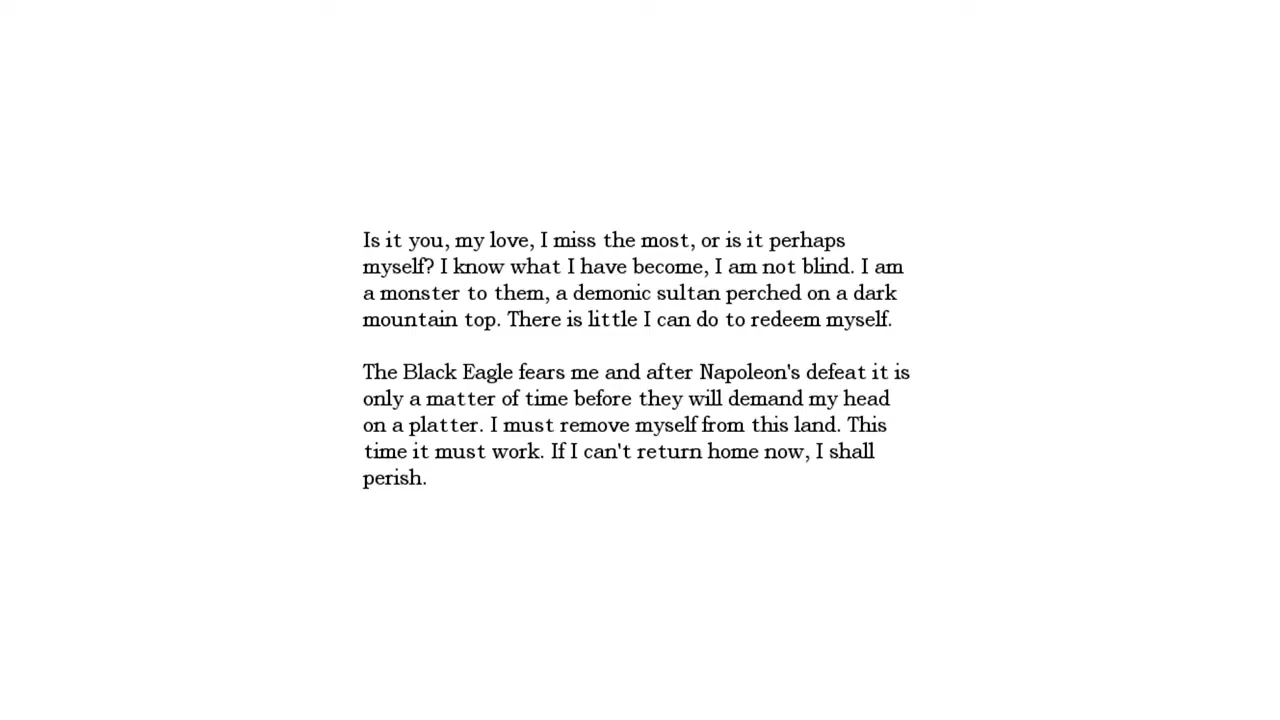 Is it you, my love, I miss the most, or is it perhaps
myself? I know what I have become, I am not blind. I am
a monster to them, a demonic sultan perched on a dark
mountain top. There is little I can do to redeem myself.
The Black Eagle fears me and after Napoleon's defeat it is
only a matter of time before they will demand my head
on a platter. I must remove myself from this land. This
time it must work. If I can't return home now, I shall
perish.